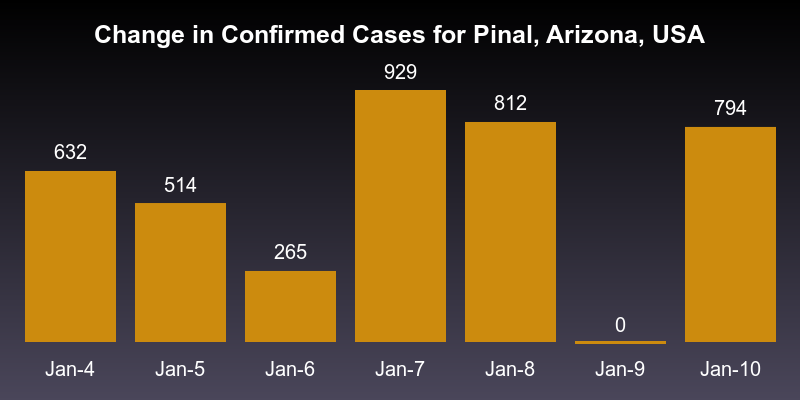 Change in Confirmed Cases for Pinal, Arizona, USA
632
514
265
929
812
0
794
Jan-4
Jan-5
Jan-6
Jan-7
Jan-8
Jan-9
Jan-10